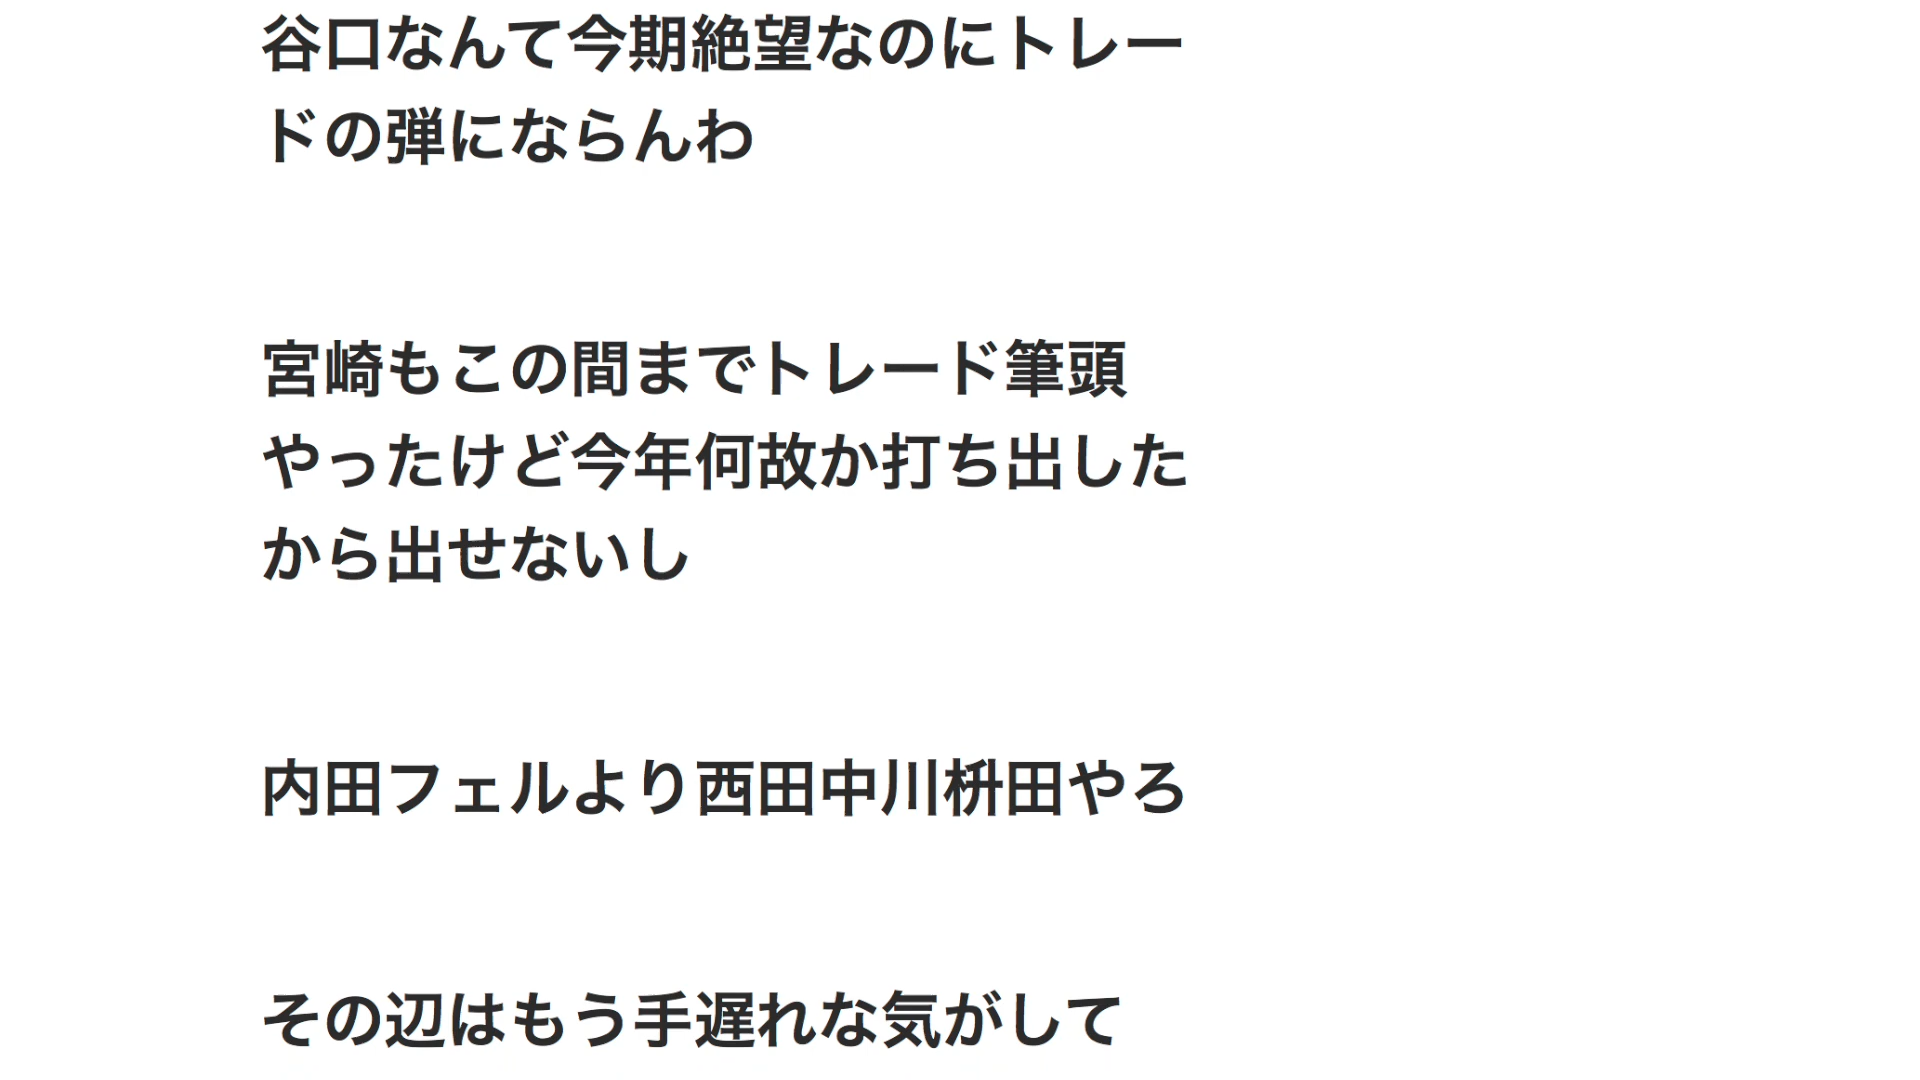 谷口なんて今期絶望なのにトレー
ドの弾にならんわ
宮崎もこの間までトレード筆頭
やったけど今年何故か打ち出した
から出せないし
内田フェルより西田中川枡田やろ
その辺はもう手遅れな気がして